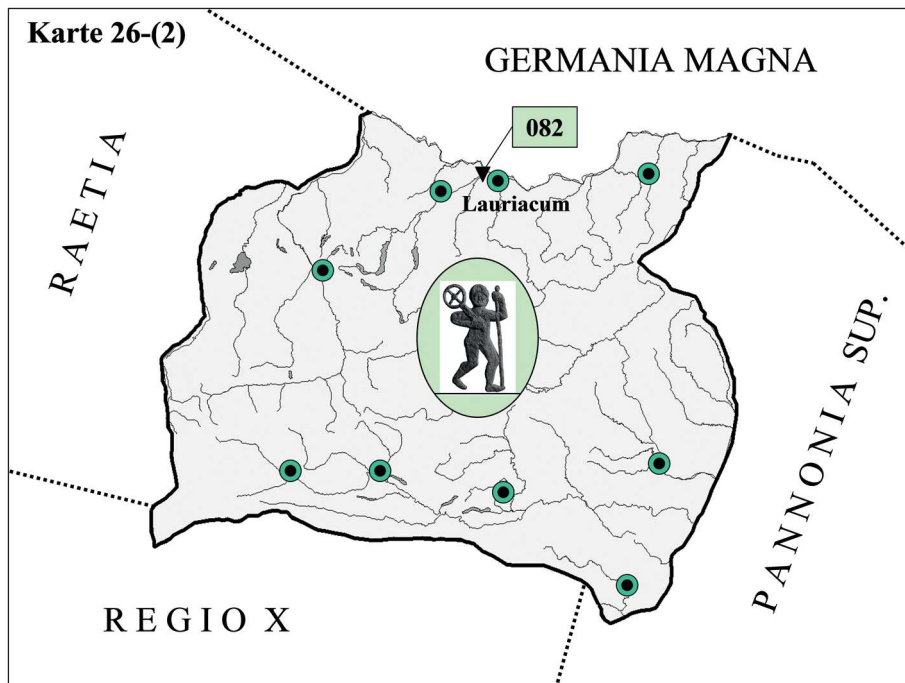 Karte 26-(2)
GERMANIA MAGNA
RAETIA
082
Lauriacum
PANNONIA SUP.
REGIO X